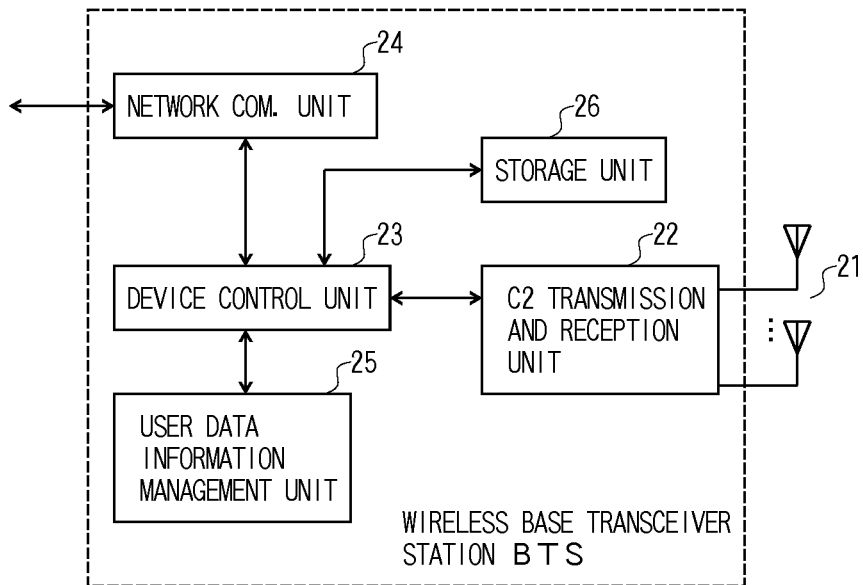 24
NETWORK COM. UNIT
26
STORAGE UNIT
23
DEVICE CONTROL UNIT
22
C2 TRANSMISSION
AND RECEPTION
UNIT
21
25
USER DATA
INFORMATION
MANAGEMENT UNIT
WIRELESS BASE TRANSCEIVER
STATION BTS